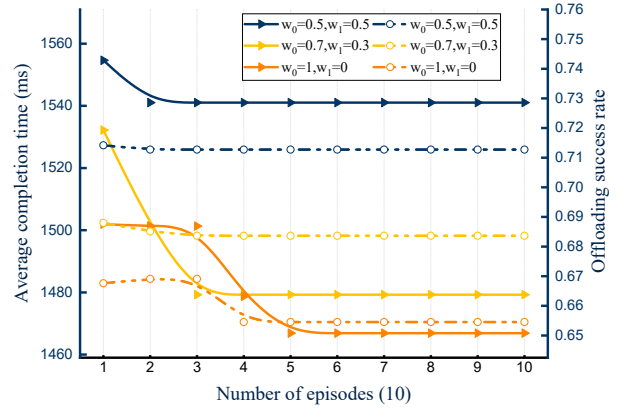 w0=0.5,w1=0.5 w0=0.5,w1=0.5
w0=0.7,w1=0.3 w0=0.7,w1=0.3
w0=1,w1=0 w0=1,w1=0
Average completion time (ms)
1560
1540
1520
1500
1480
1460
0.76
0.75
0.74
0.73
0.72
0.71
0.70
0.69
0.68
0.67
0.66
0.65
Offloading success rate
1 2 3 4 5 6 7 8 9 10
Number of episodes (10)